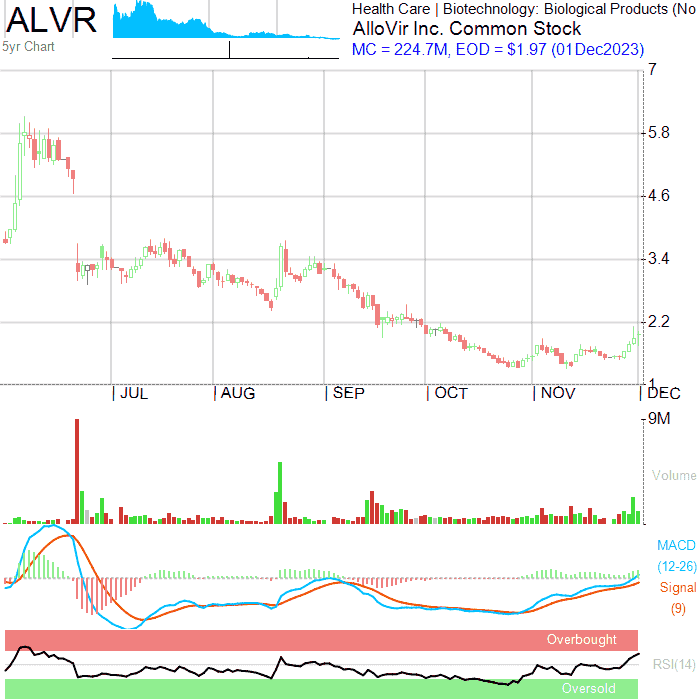 ALVR
5yr Chart
Health Care | Biotechnology: Biological Products (No
AlloVir Inc. Common Stock
MC = 224.7M, EOD = $1.97 (01Dec2023)
7
5.8
4.6
3.4
2.2
1
JUL AUG SEP OCT NOV DEC
9M
Volume
MACD
(12-26)
Signal
(9)
Overbought
RSI(14)
Oversold